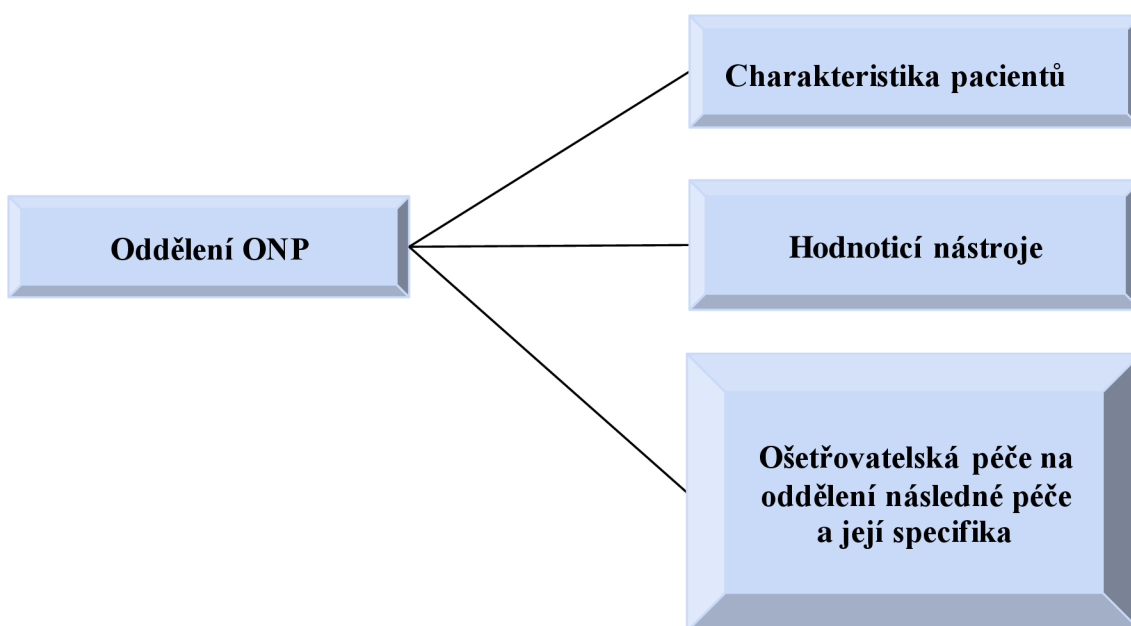 Charakteristika pacientů
Oddělení ONP
Hodnoticí nástroje
Ošetřovatelská péče na
oddělení následné péče
a její specifika